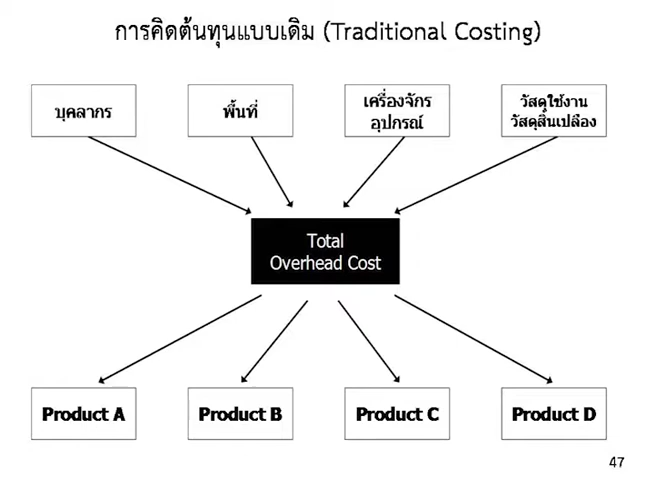 การคิดต้นทุนแบบเดิม (Traditional Costing)
บุคลากร
พื้นที่
เครื่องจักร
อุปกรณ์
วัสดุใช้งาน
วัสดุสิ้นเปลือง
Total
Overhead Cost
Product A
Product B
Product C
Product D
47